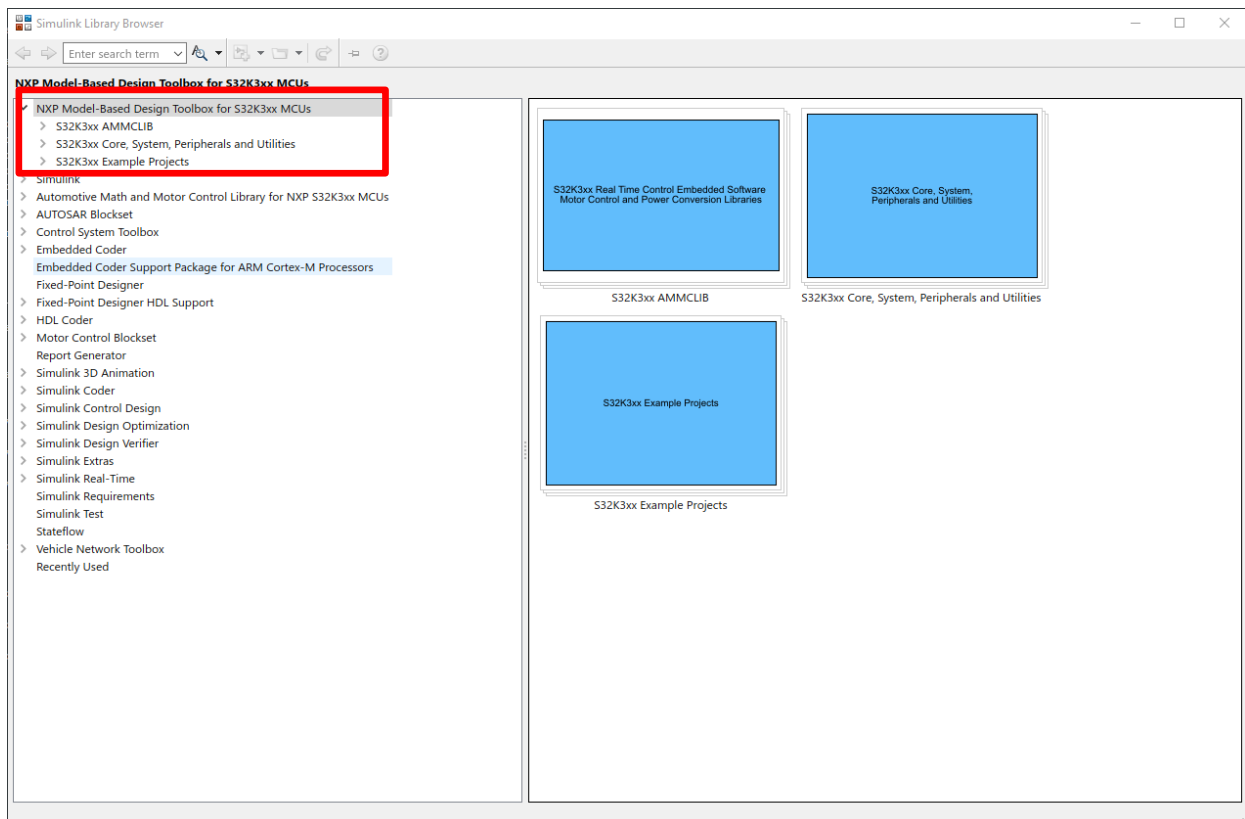 Simulink Library Browser
Enter search term
NXP Model-Based Design Toolbox for S32K3xx MCUs
NXP Model-Based Design Toolbox for S32K3xx MCUs
S32K3xx AMMCLIB
S32K3xx Core, System, Peripherals and Utilities
S32K3xx Example Projects
Simulink
Automotive Math and Motor Control Library for NXP S32K3xx MCUs
AUTOSAR Blockset
Control System Toolbox
Embedded Coder
Embedded Coder Support Package for ARM Cortex-M Processors
Fixed-Point Designer
Fixed-Point Designer HDL Support
HDL Coder
Motor Control Blockset
Report Generator
Simulink 3D Animation
Simulink Coder
Simulink Control Design
Simulink Design Optimization
Simulink Design Verifier
Simulink Extras
Simulink Real-Time
Simulink Requirements
Simulink Test
Stateflow
Vehicle Network Toolbox
Recently Used
S32K3xx Real Time Control Embedded Software
Motor Control and Power Conversion Libraries
S32K3xx AMMCLIB
S32K3xx Core, System,
Peripherals and Utilities
S32K3xx Core, System, Peripherals and Utilities
S32K3xx Example Projects
S32K3xx Example Projects